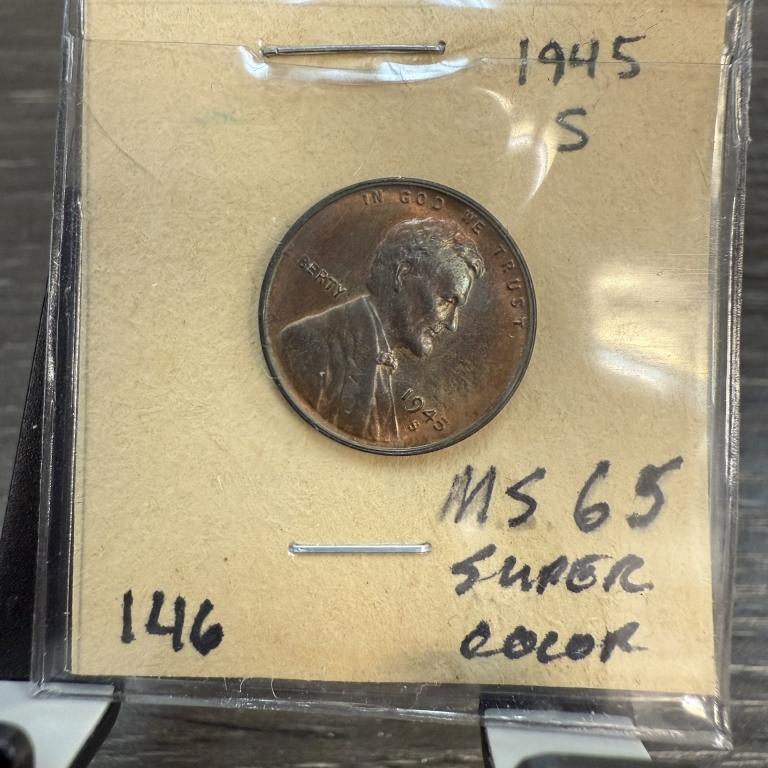 1945
S
IN GOD WE TRUST
LIBERTY
1945
S
MS 65
SUPER
COLOR
146